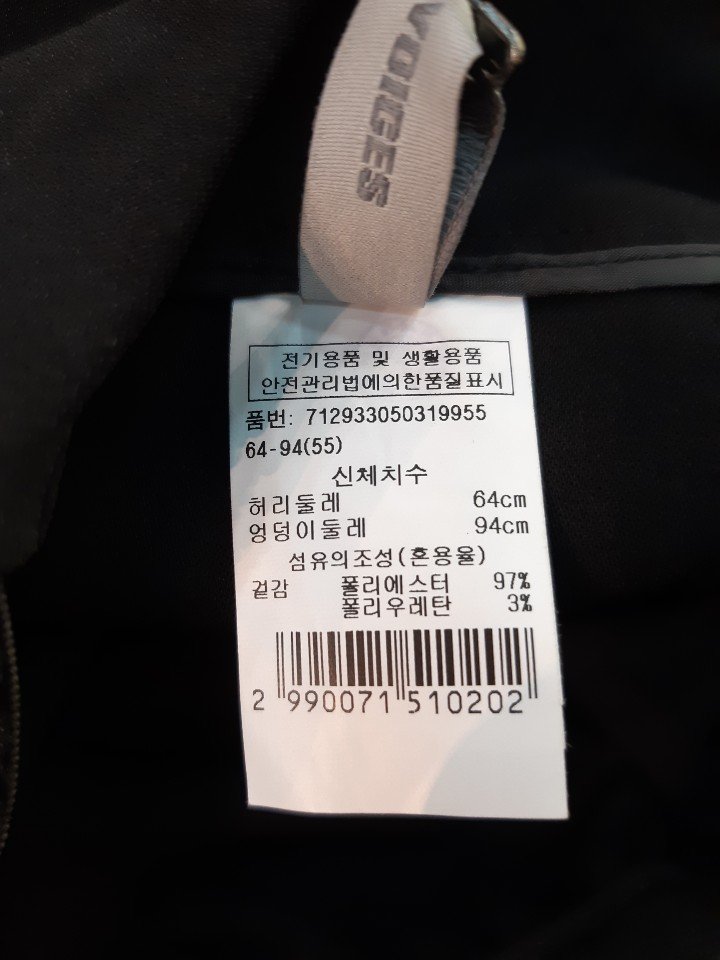 VOICES
전기용품 및 생활용품
안전관리법에의한품질표시
품번: 712933050319955
64-94(55)
신체치수
허리둘레 64cm
엉덩이둘레 94cm
섬유의조성(혼용율)
겉감 폴리에스터 97%
폴리우레탄 3%
2 990071 510202